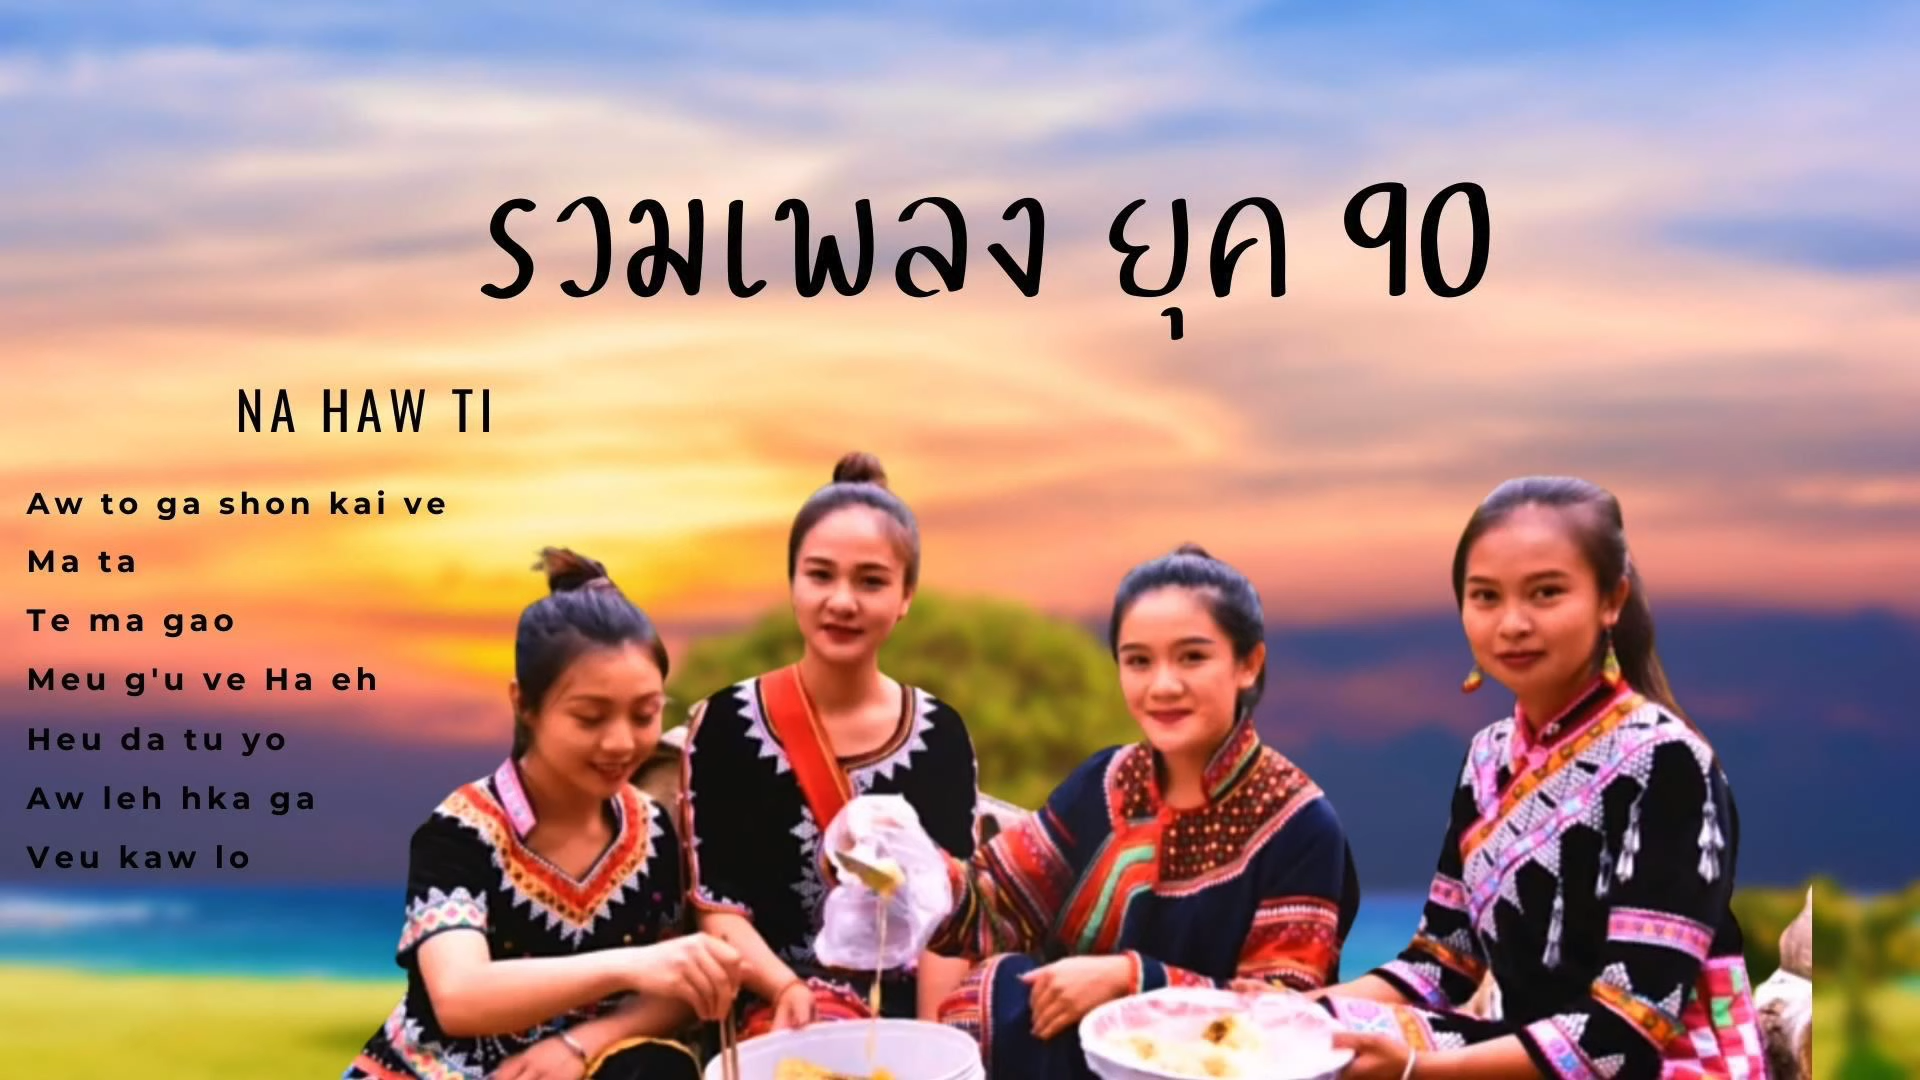 รวมเพลง ยุค 90
NA HAW TI
Aw to ga shon kai ve
Ma ta
Te ma gao
Meu g'u ve Ha eh
Heu da tu yo
Aw leh hka ga
Veu kaw lo